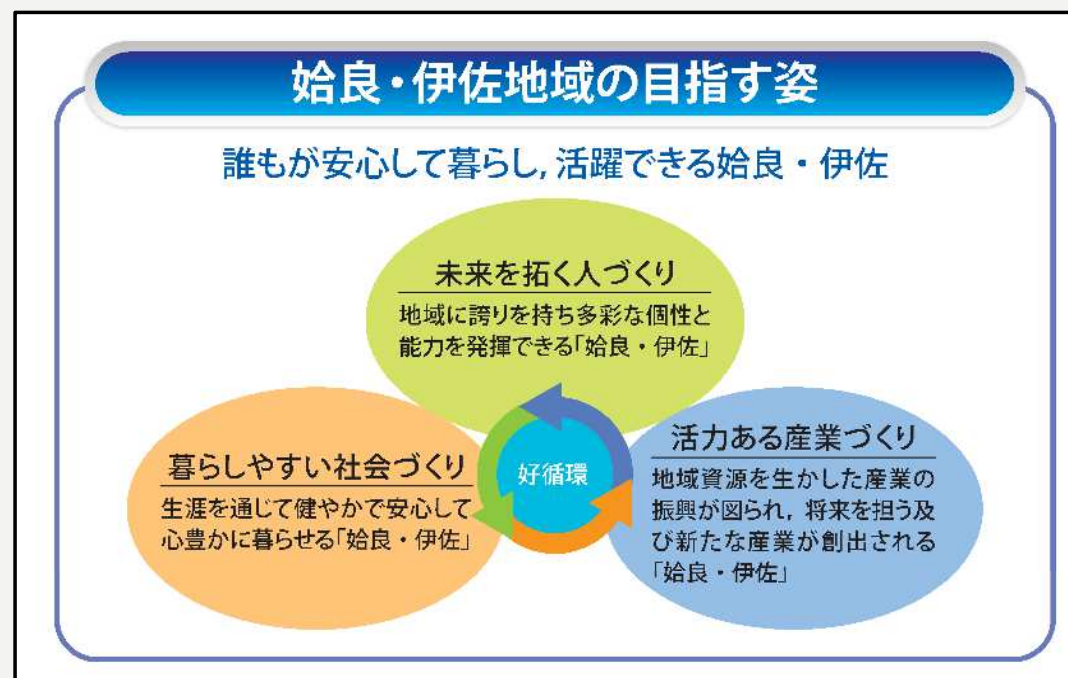 姶良・伊佐地域の目指す姿
誰もが安心して暮らし,活躍できる姶良・伊佐
未来を拓く人づくり
地域に誇りを持ち多彩な個性と
能力を発揮できる「姶良・伊佐」
暮らしやすい社会づくり
生涯を通じて健やかで安心して
心豊かに暮らせる「姶良・伊佐」
好循環
活力ある産業づくり
地域資源を生かした産業の
振興が図られ,将来を担う及
び新たな産業が創出される
「姶良・伊佐」